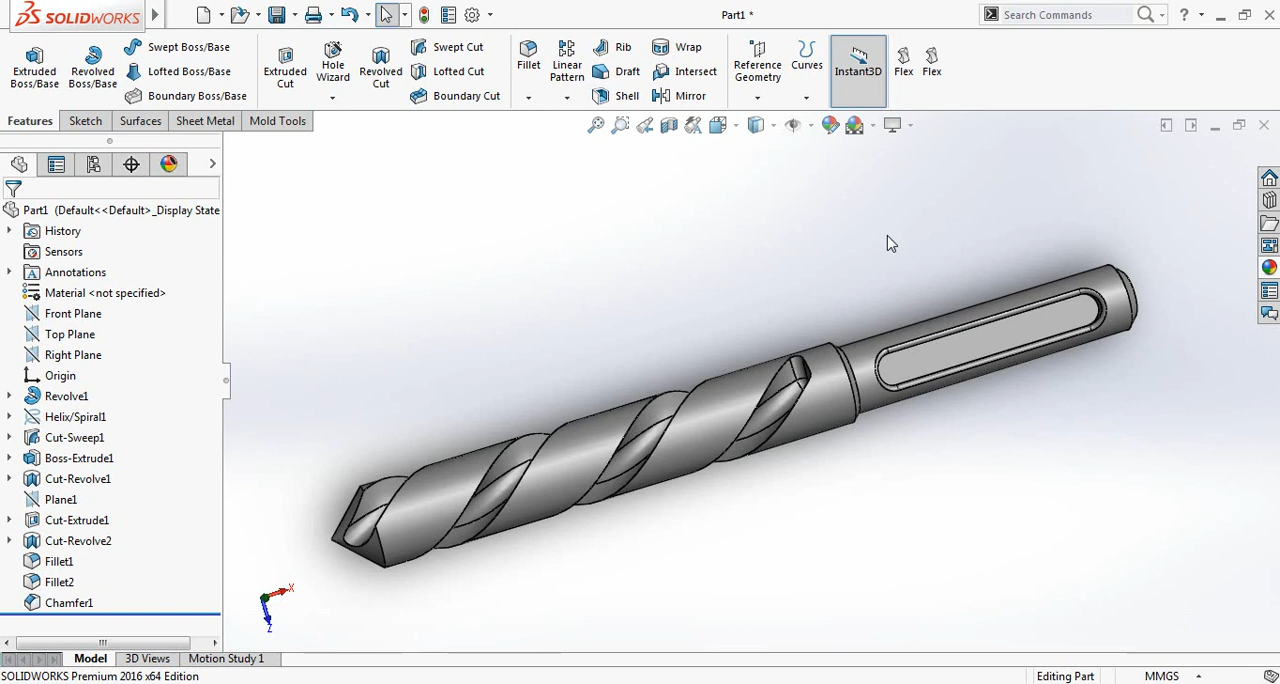 SOLIDWORKS
Part1 *
Search Commands
?
Extruded Boss/Base
Revolved Boss/Base
Swept Boss/Base
Lofted Boss/Base
Boundary Boss/Base
Extruded Cut
Hole Wizard
Revolved Cut
Swept Cut
Lofted Cut
Boundary Cut
Fillet
Linear Pattern
Rib
Draft
Shell
Wrap
Intersect
Mirror
Reference Geometry
Curves
Instant3D
Flex
Flex
Features
Sketch
Surfaces
Sheet Metal
Mold Tools
Part1 (Default<<Default>_Display State
History
Sensors
Annotations
Material <not specified>
Front Plane
Top Plane
Right Plane
Origin
Revolve1
Helix/Spiral1
Cut-Sweep1
Boss-Extrude1
Cut-Revolve1
Plane1
Cut-Extrude1
Cut-Revolve2
Fillet1
Fillet2
Chamfer1
X
Z
Model
3D Views
Motion Study 1
SOLIDWORKS Premium 2016 x64 Edition
Editing Part
MMGS